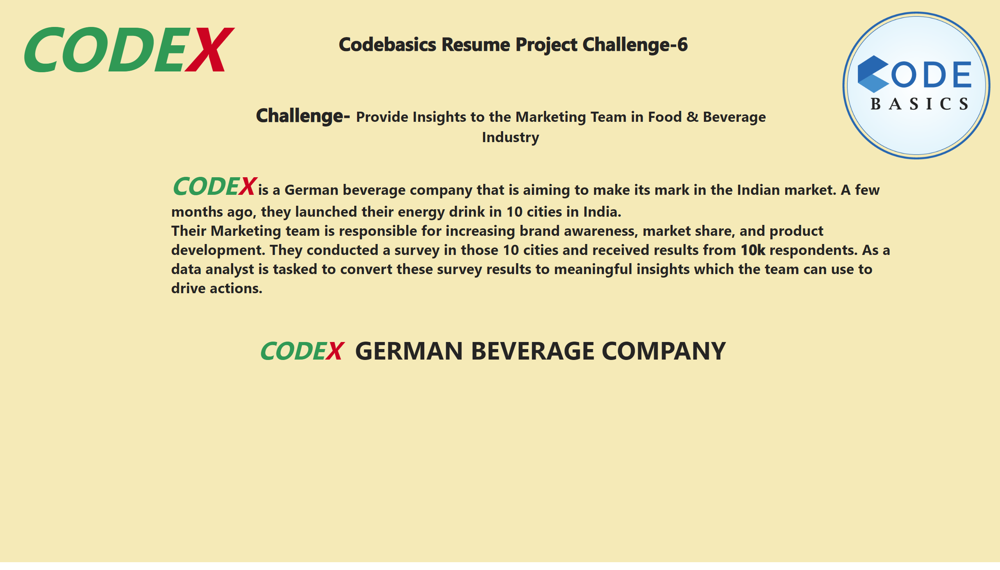 CODEX
Codebasics Resume Project Challenge-6
CODE
BASICS
Challenge- Provide Insights to the Marketing Team in Food & Beverage
Industry
CODEX is a German beverage company that is aiming to make its mark in the Indian market. A few
months ago, they launched their energy drink in 10 cities in India.
Their Marketing team is responsible for increasing brand awareness, market share, and product
development. They conducted a survey in those 10 cities and received results from 10k respondents. As a
data analyst is tasked to convert these survey results to meaningful insights which the team can use to
drive actions.
CODEX GERMAN BEVERAGE COMPANY